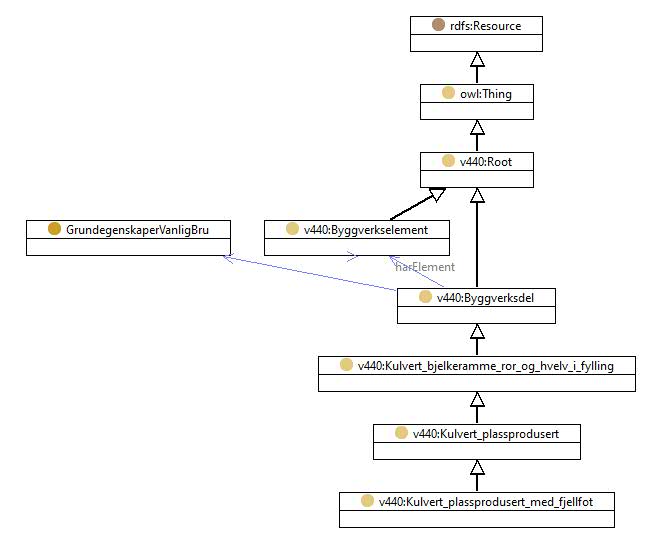 rdfs:Resource
owl:Thing
v440:Root
GrundegenskaperVanligBru
v440:Byggverkselement
harElement
v440:Byggverksdel
v440:Kulvert_bjelkeramme_ror_og_hvelv_i_fylling
v440:Kulvert_plassprodusert
v440:Kulvert_plassprodusert_med_fjellfot